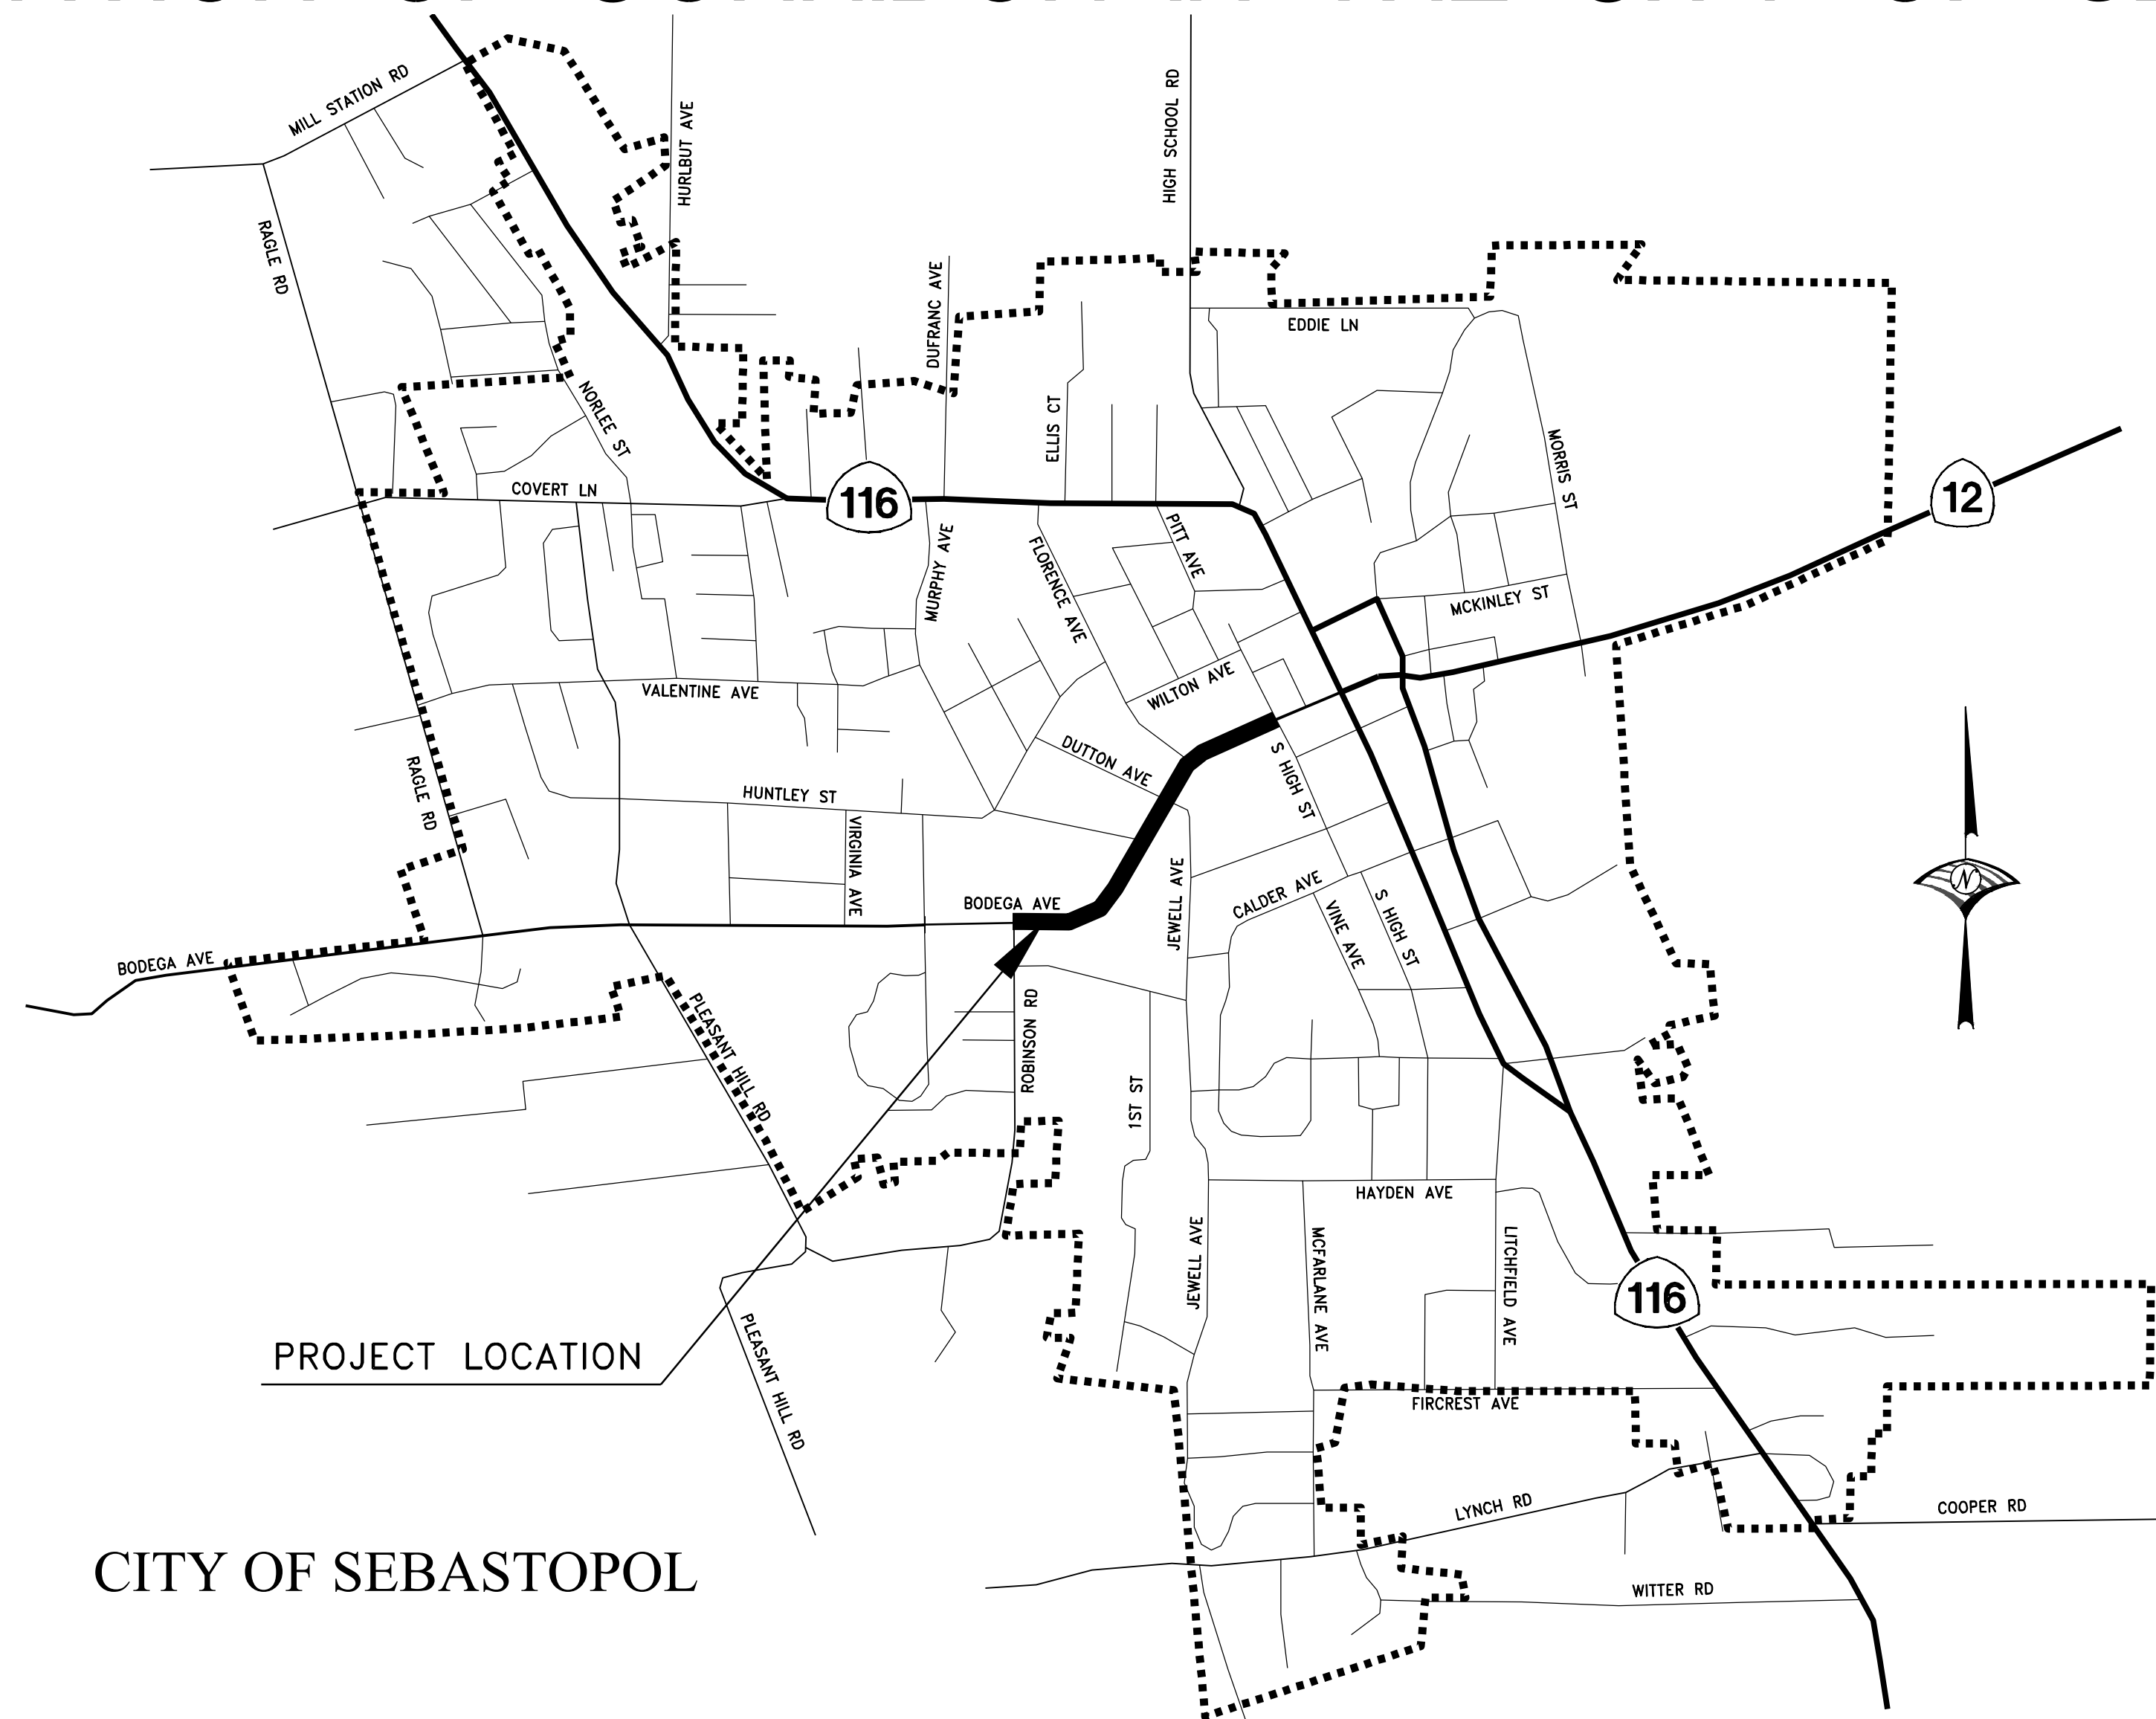 MILL STATION RD
HURLBUT AVE
HIGH SCHOOL RD
RAGLE RD
DUFRANC AVE
EDDIE LN
NORLEE ST
ELLIS CT
MORRIS ST
COVERT LN
116
12
PITT AVE
MURPHY AVE
FLORENCE AVE
MCKINLEY ST
WILTON AVE
VALENTINE AVE
DUTTON AVE
S HIGH ST
RAGLE RD
HUNTLEY ST
VIRGINIA AVE
JEWELL AVE
CALDER AVE
BODEGA AVE
VINE AVE
S HIGH ST
N
BODEGA AVE
PLEASANT HILL RD
ROBINSON RD
1ST ST
HAYDEN AVE
JEWELL AVE
MCFARLANE AVE
LITCHFIELD AVE
116
PROJECT LOCATION
PLEASANT HILL RD
FIRCREST AVE
LYNCH RD
COOPER RD
CITY OF SEBASTOPOL
WITTER RD